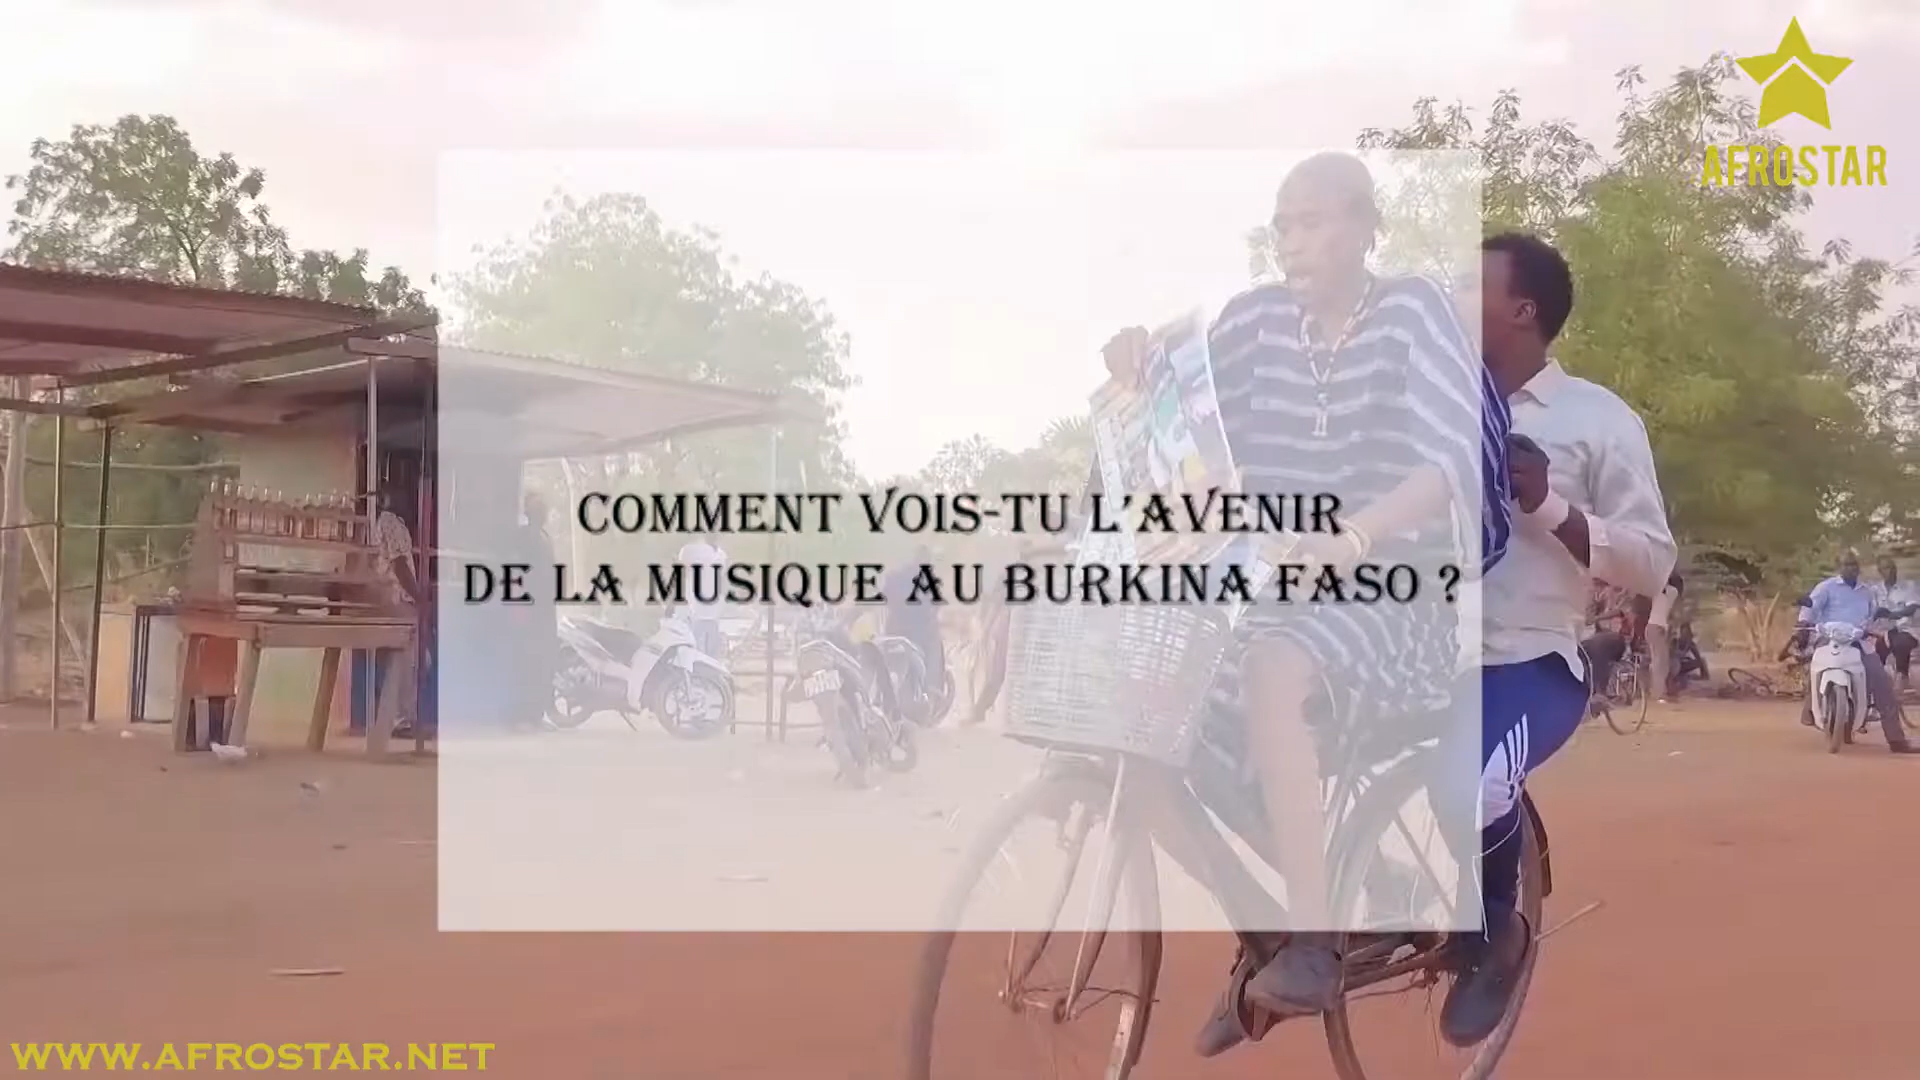 AFROSTAR
COMMENT VOIS-TU L'AVENIR
DE LA MUSIQUE AU BURKINA FASO ?
WWW.AFROSTAR.NET